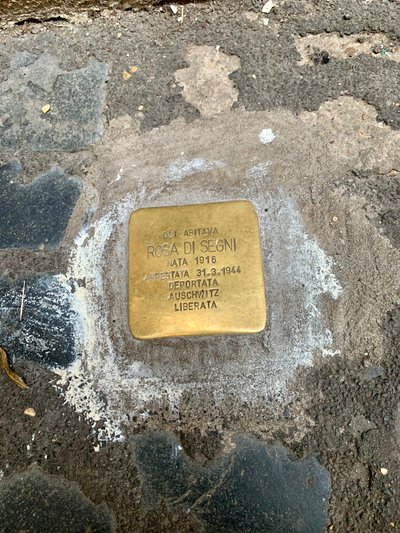 QUI ABITAVA
ROSA DI SEGNI
NATA 1916
ARRESTATA 31.3.1944
DEPORTATA
AUSCHWITZ
LIBERATA